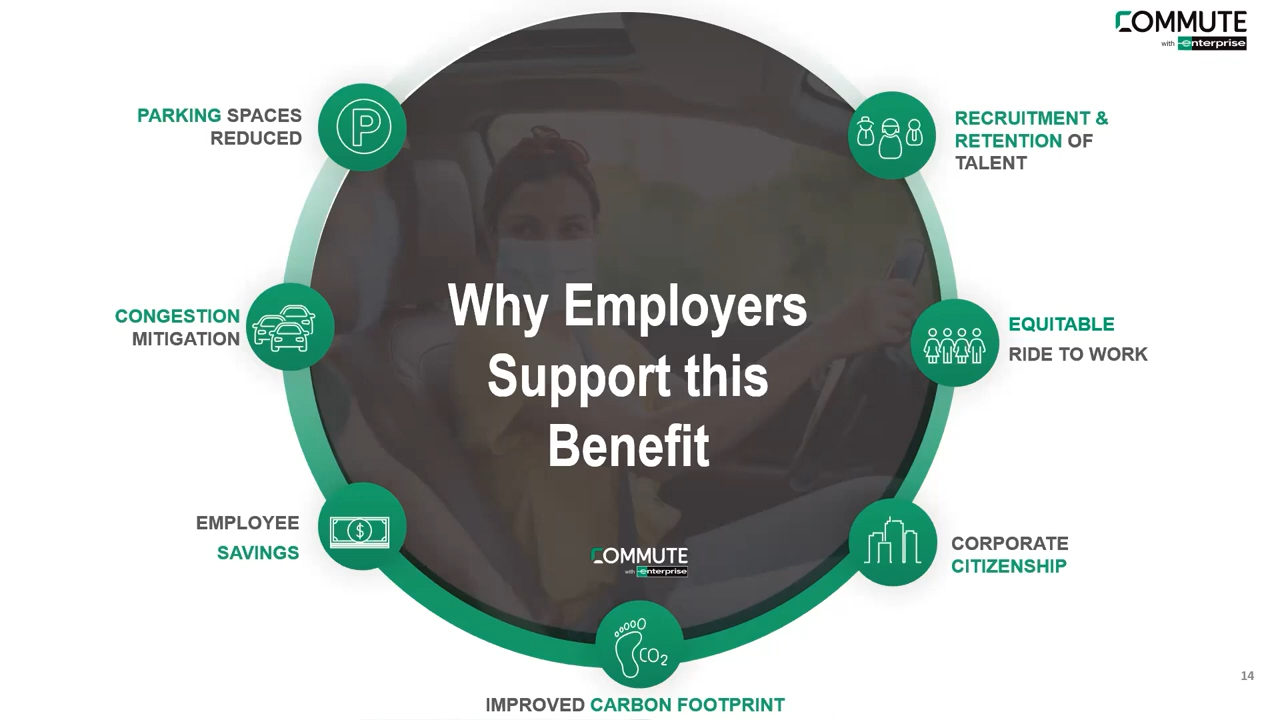 COMMUTE
with enterprise
PARKING SPACES
REDUCED
P
RECRUITMENT &
RETENTION OF
TALENT
Why Employers
Support this
Benefit
CONGESTION
MITIGATION
EQUITABLE
RIDE TO WORK
EMPLOYEE
SAVINGS
$
CORPORATE
CITIZENSHIP
COMMUTE
with enterprise
CO2
IMPROVED CARBON FOOTPRINT
14